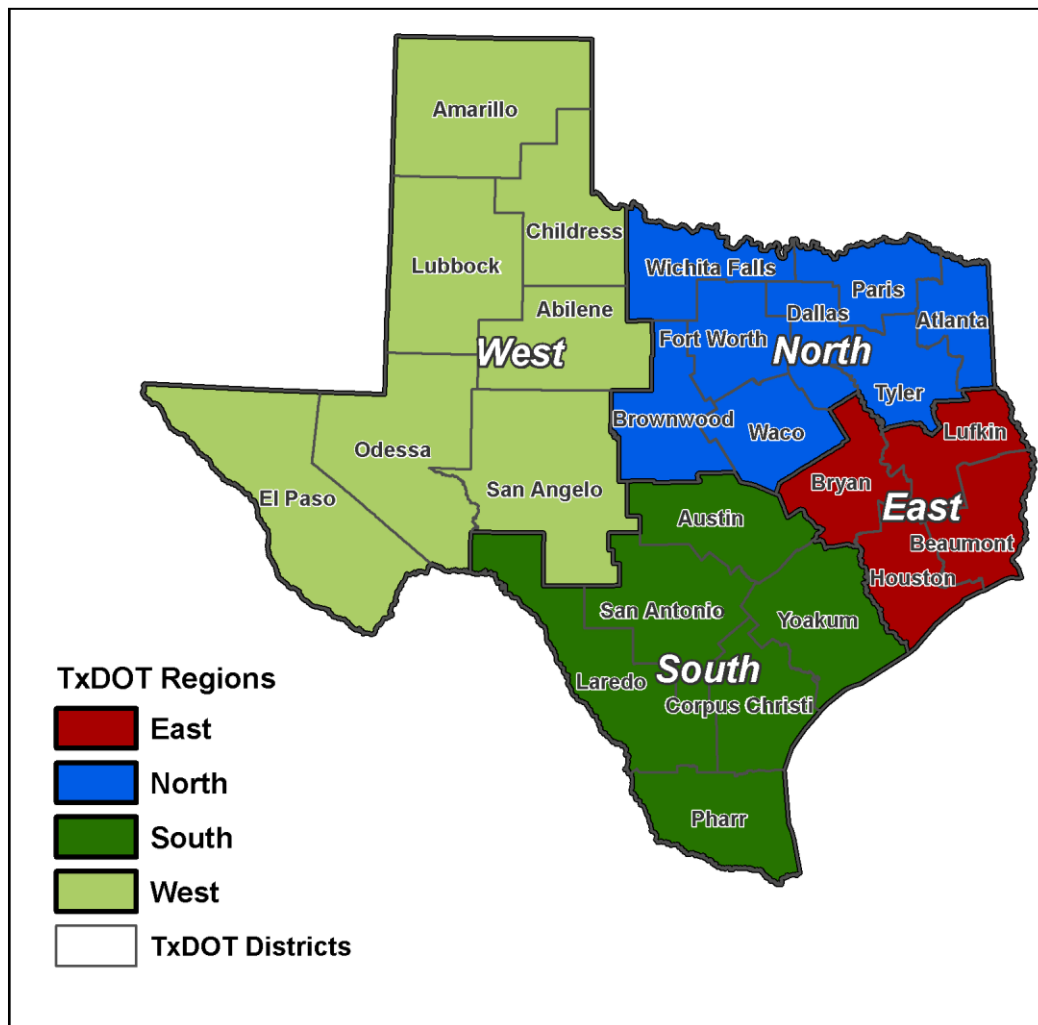 Amarillo
Childress
Lubbock
Wichita Falls
Paris
Abilene
Dallas
Atlanta
Fort Worth
West
North
Tyler
Brownwood
Waco
Lufkin
Odessa
Bryan
San Angelo
El Paso
East
Austin
Beaumont
Houston
San Antonio
Yoakum
South
Laredo
Corpus Christi
Pharr
TxDOT Regions
East
North
South
West
TxDOT Districts